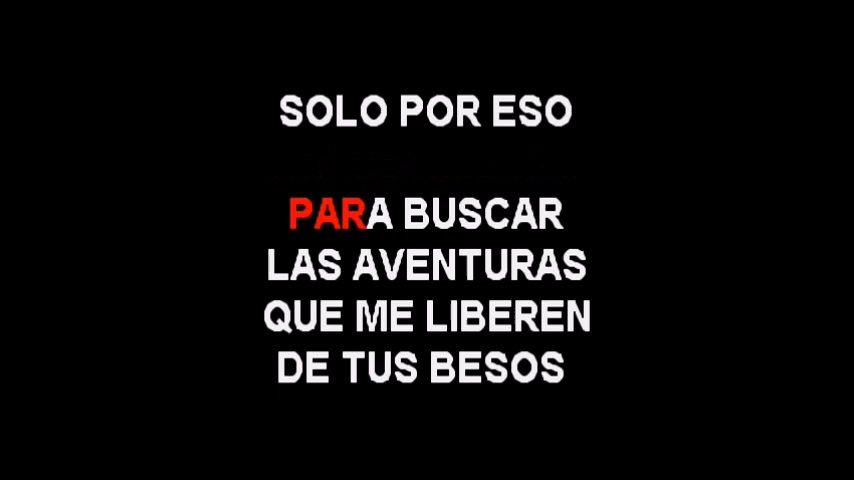 SOLO POR ESO
PARA BUSCAR
LAS AVENTURAS
QUE ME LIBEREN
DE TUS BESOS